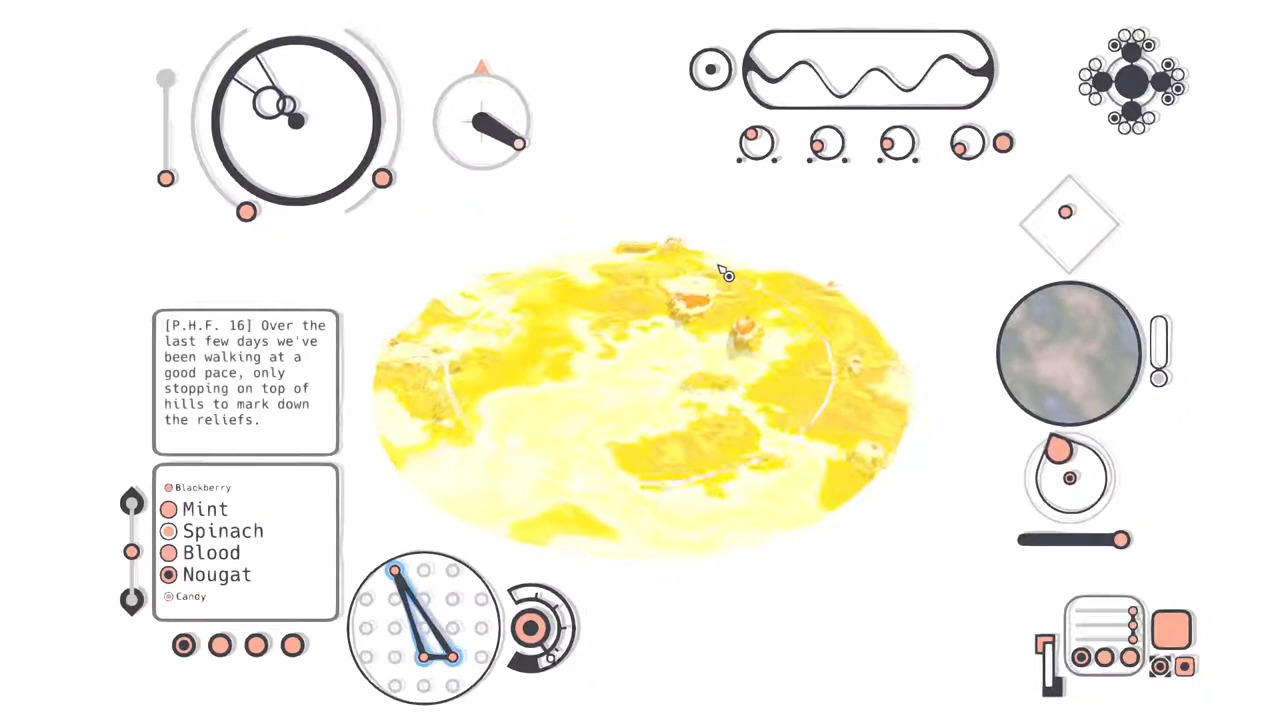 [P.H.F. 16] Over the
last few days we've
been walking at a
good pace, only
stopping on top of
hills to mark down
the reliefs.
Blackberry
Mint
Spinach
Blood
Nougat
Candy